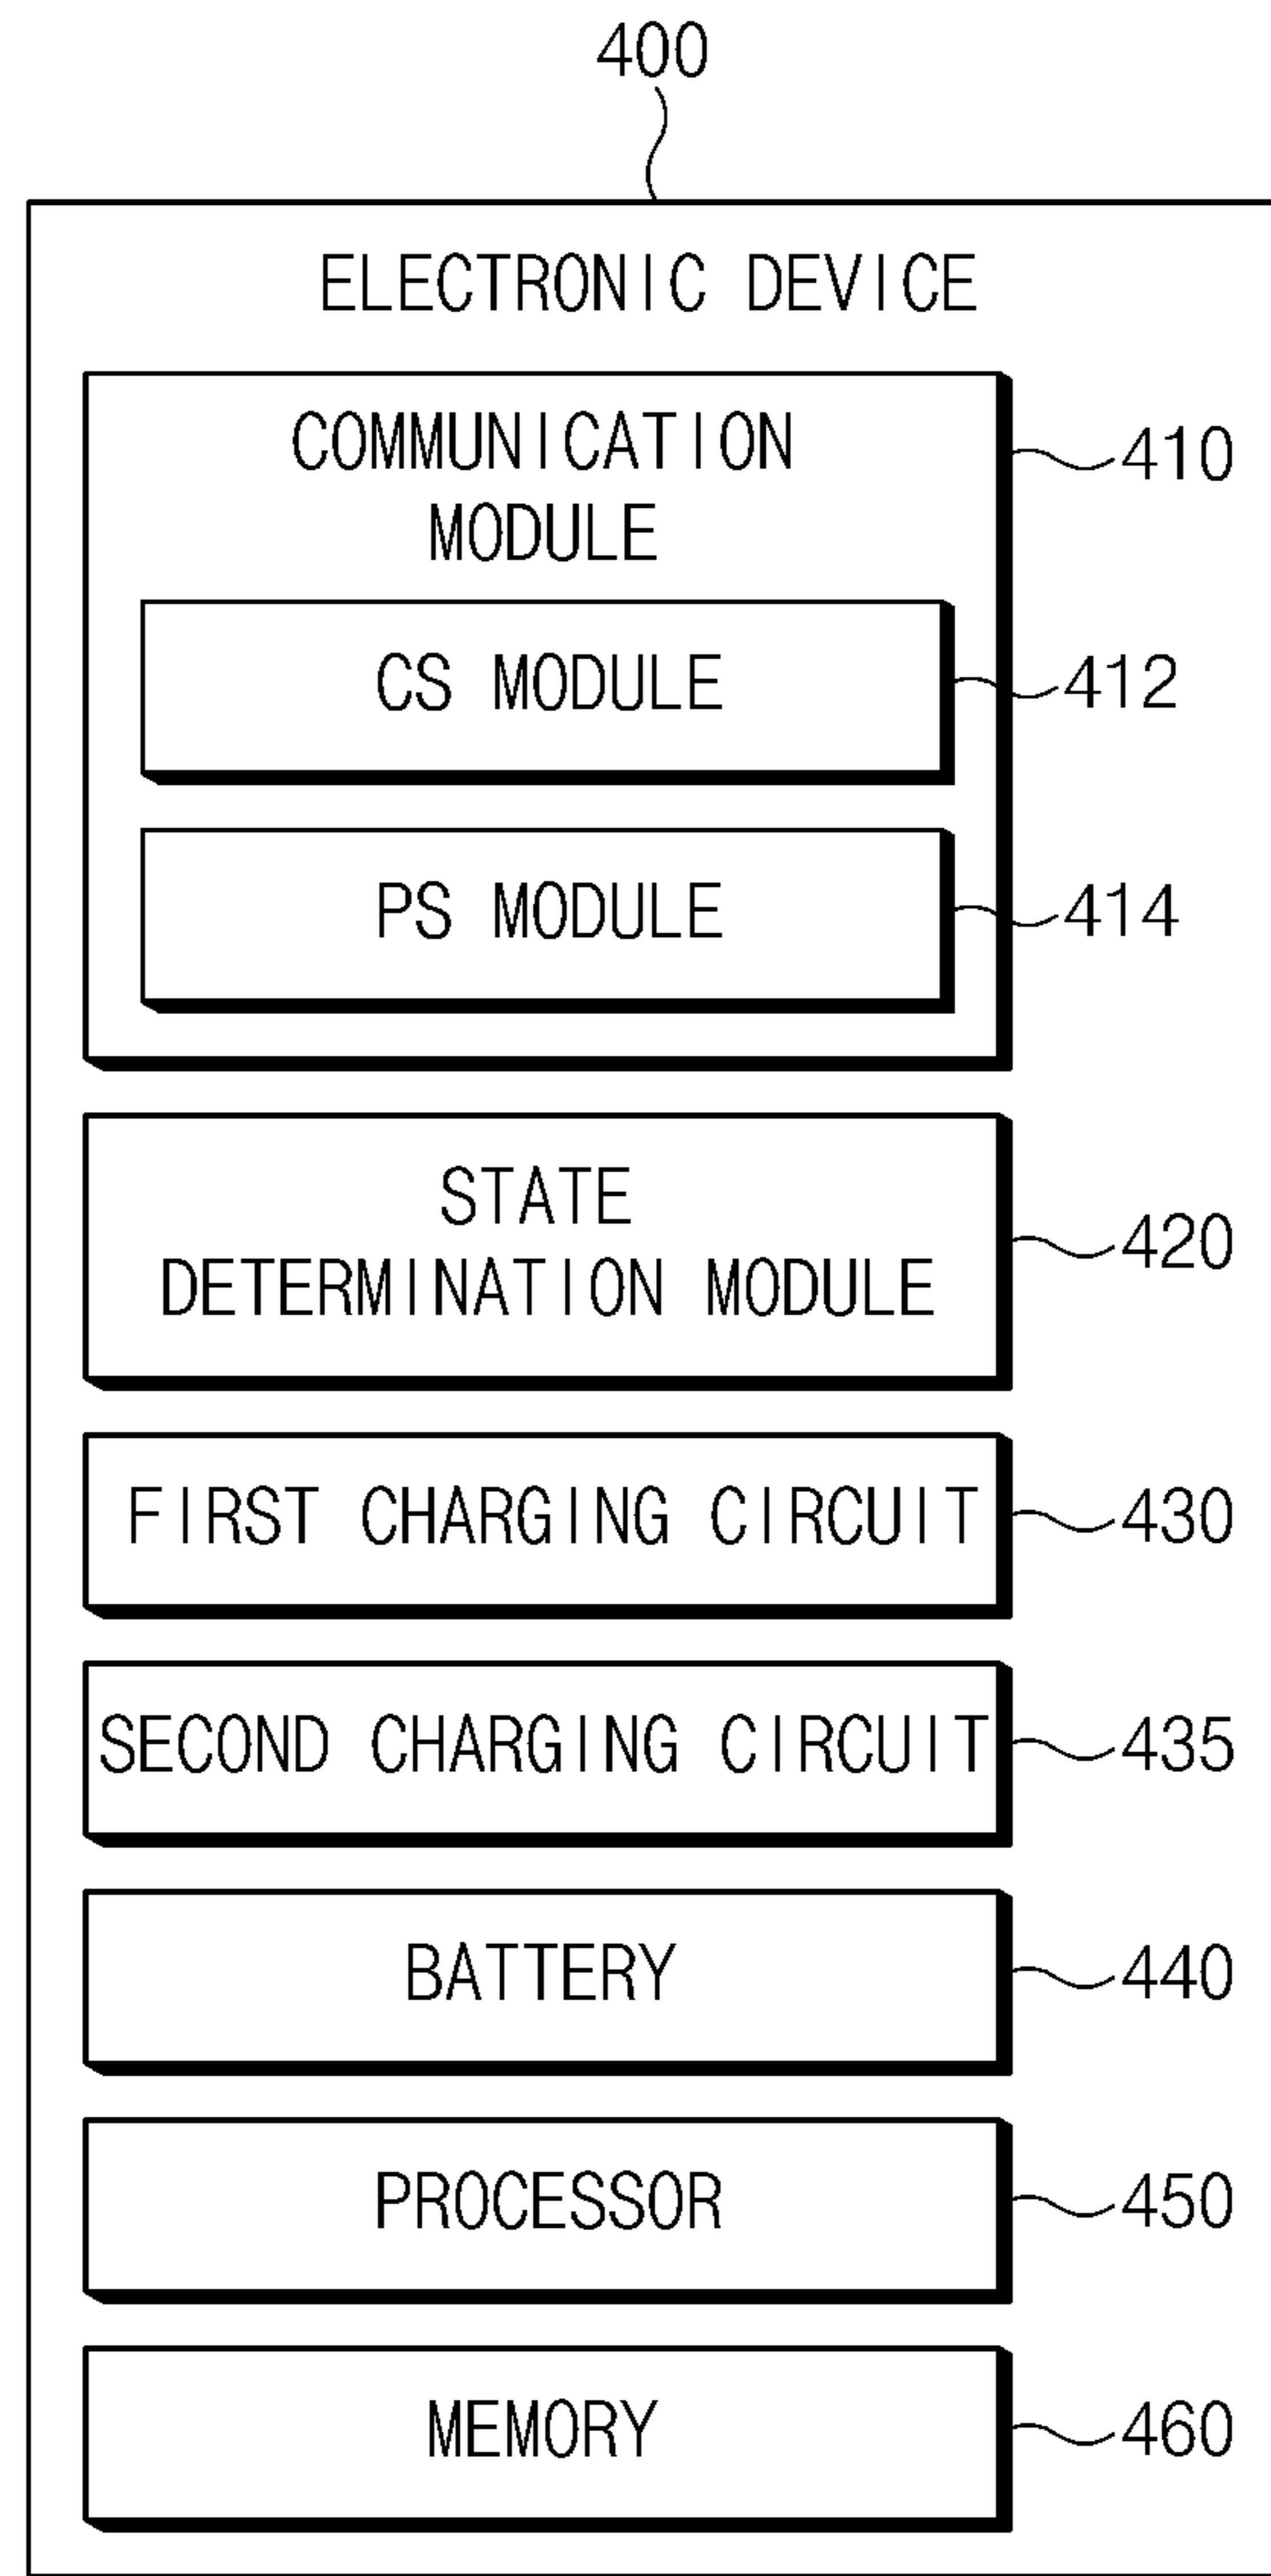 400
ELECTRONIC DEVICE
COMMUNICATION
MODULE
410
CS MODULE
412
PS MODULE
414
STATE
DETERMINATION MODULE
420
FIRST CHARGING CIRCUIT
430
SECOND CHARGING CIRCUIT
435
BATTERY
440
PROCESSOR
450
MEMORY
460